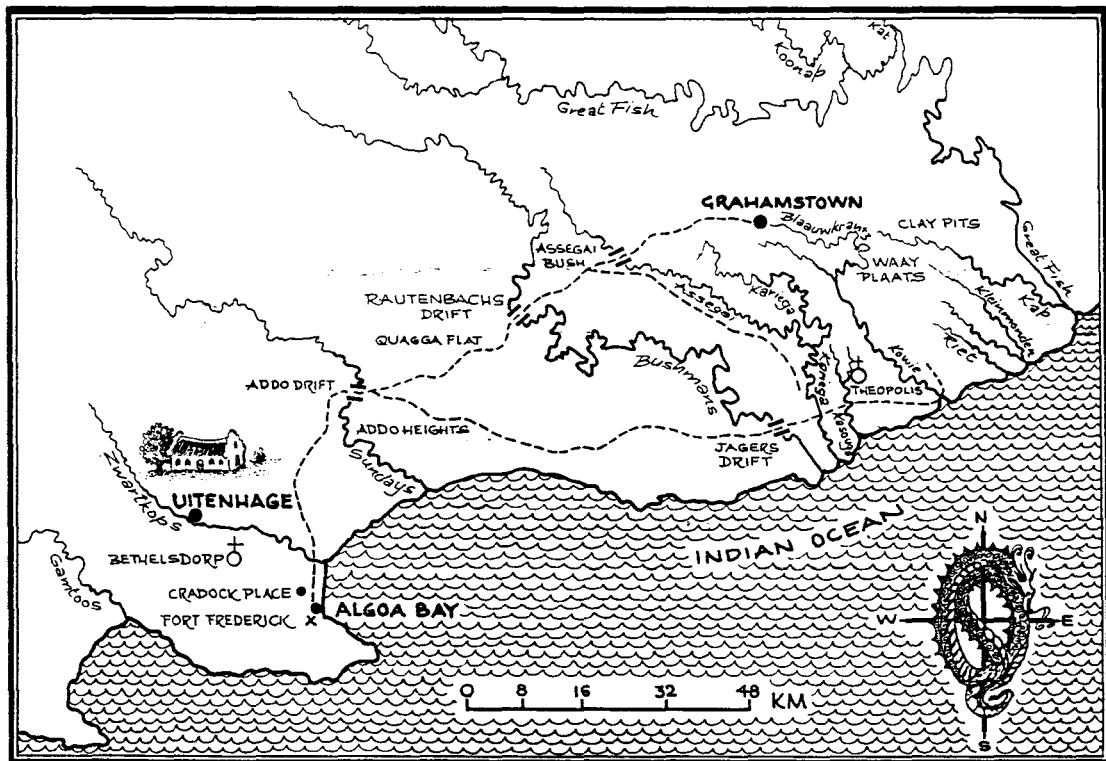 Kat
Koonap
Great Fish
GRAHAMSTOWN
Blaauwkrans
CLAY PITS
ASSEGAI
BUSH
WAAY
PLAATS
Great Fish
RAUTENBACHS
DRIFT
Assegai
Kariega
Kap
Kleinmonden
QUAGGA FLAT
Riet
Bushmans
Kariega
Kowie
THEOPOLIS
ADDO DRIFT
ADDO HEIGHTS
JAGERS
DRIFT
Kasouga
Sundays
Zwartkops
UITENHAGE
INDIAN OCEAN
N
BETHELSDORP
Gamtoos
CRADOCK PLACE
ALGOA BAY
FORT FREDERICK
W
E
0 8 16 32 48
KM
S